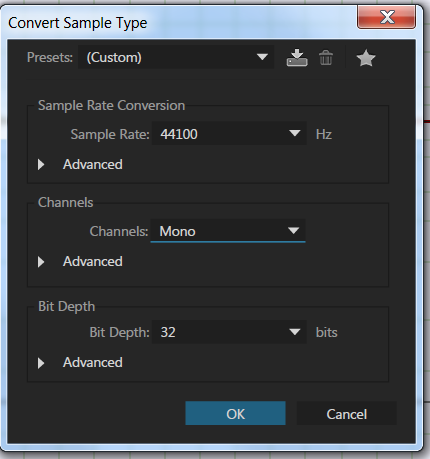 Convert Sample Type
Presets: (Custom)
Sample Rate Conversion
Sample Rate: 44100 Hz
Advanced
Channels
Channels: Mono
Advanced
Bit Depth
Bit Depth: 32 bits
Advanced
OK Cancel